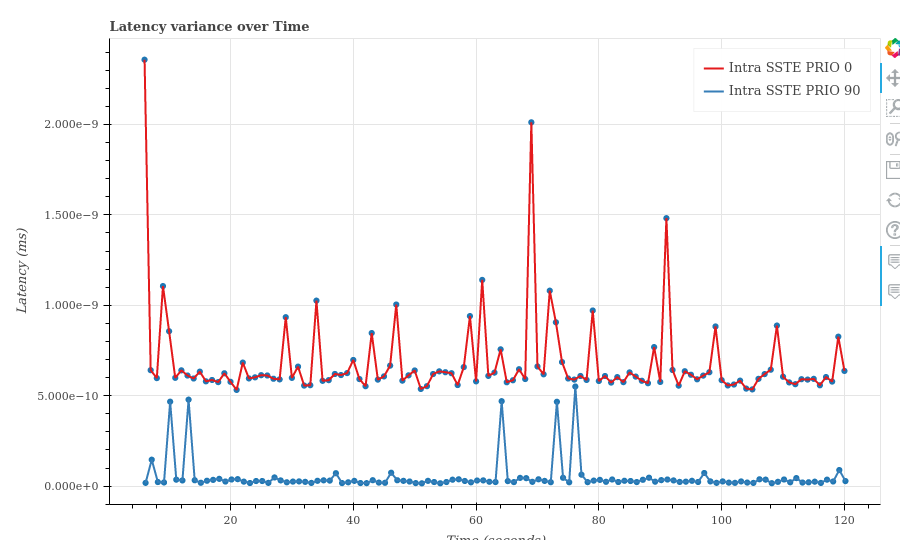 Latency variance over Time
Intra SSTE PRIO 0
Intra SSTE PRIO 90
Latency (ms)
2.000e−9
1.500e−9
1.000e−9
5.000e−10
0.000e+0
20
40
60
80
100
120
Time (seconds)